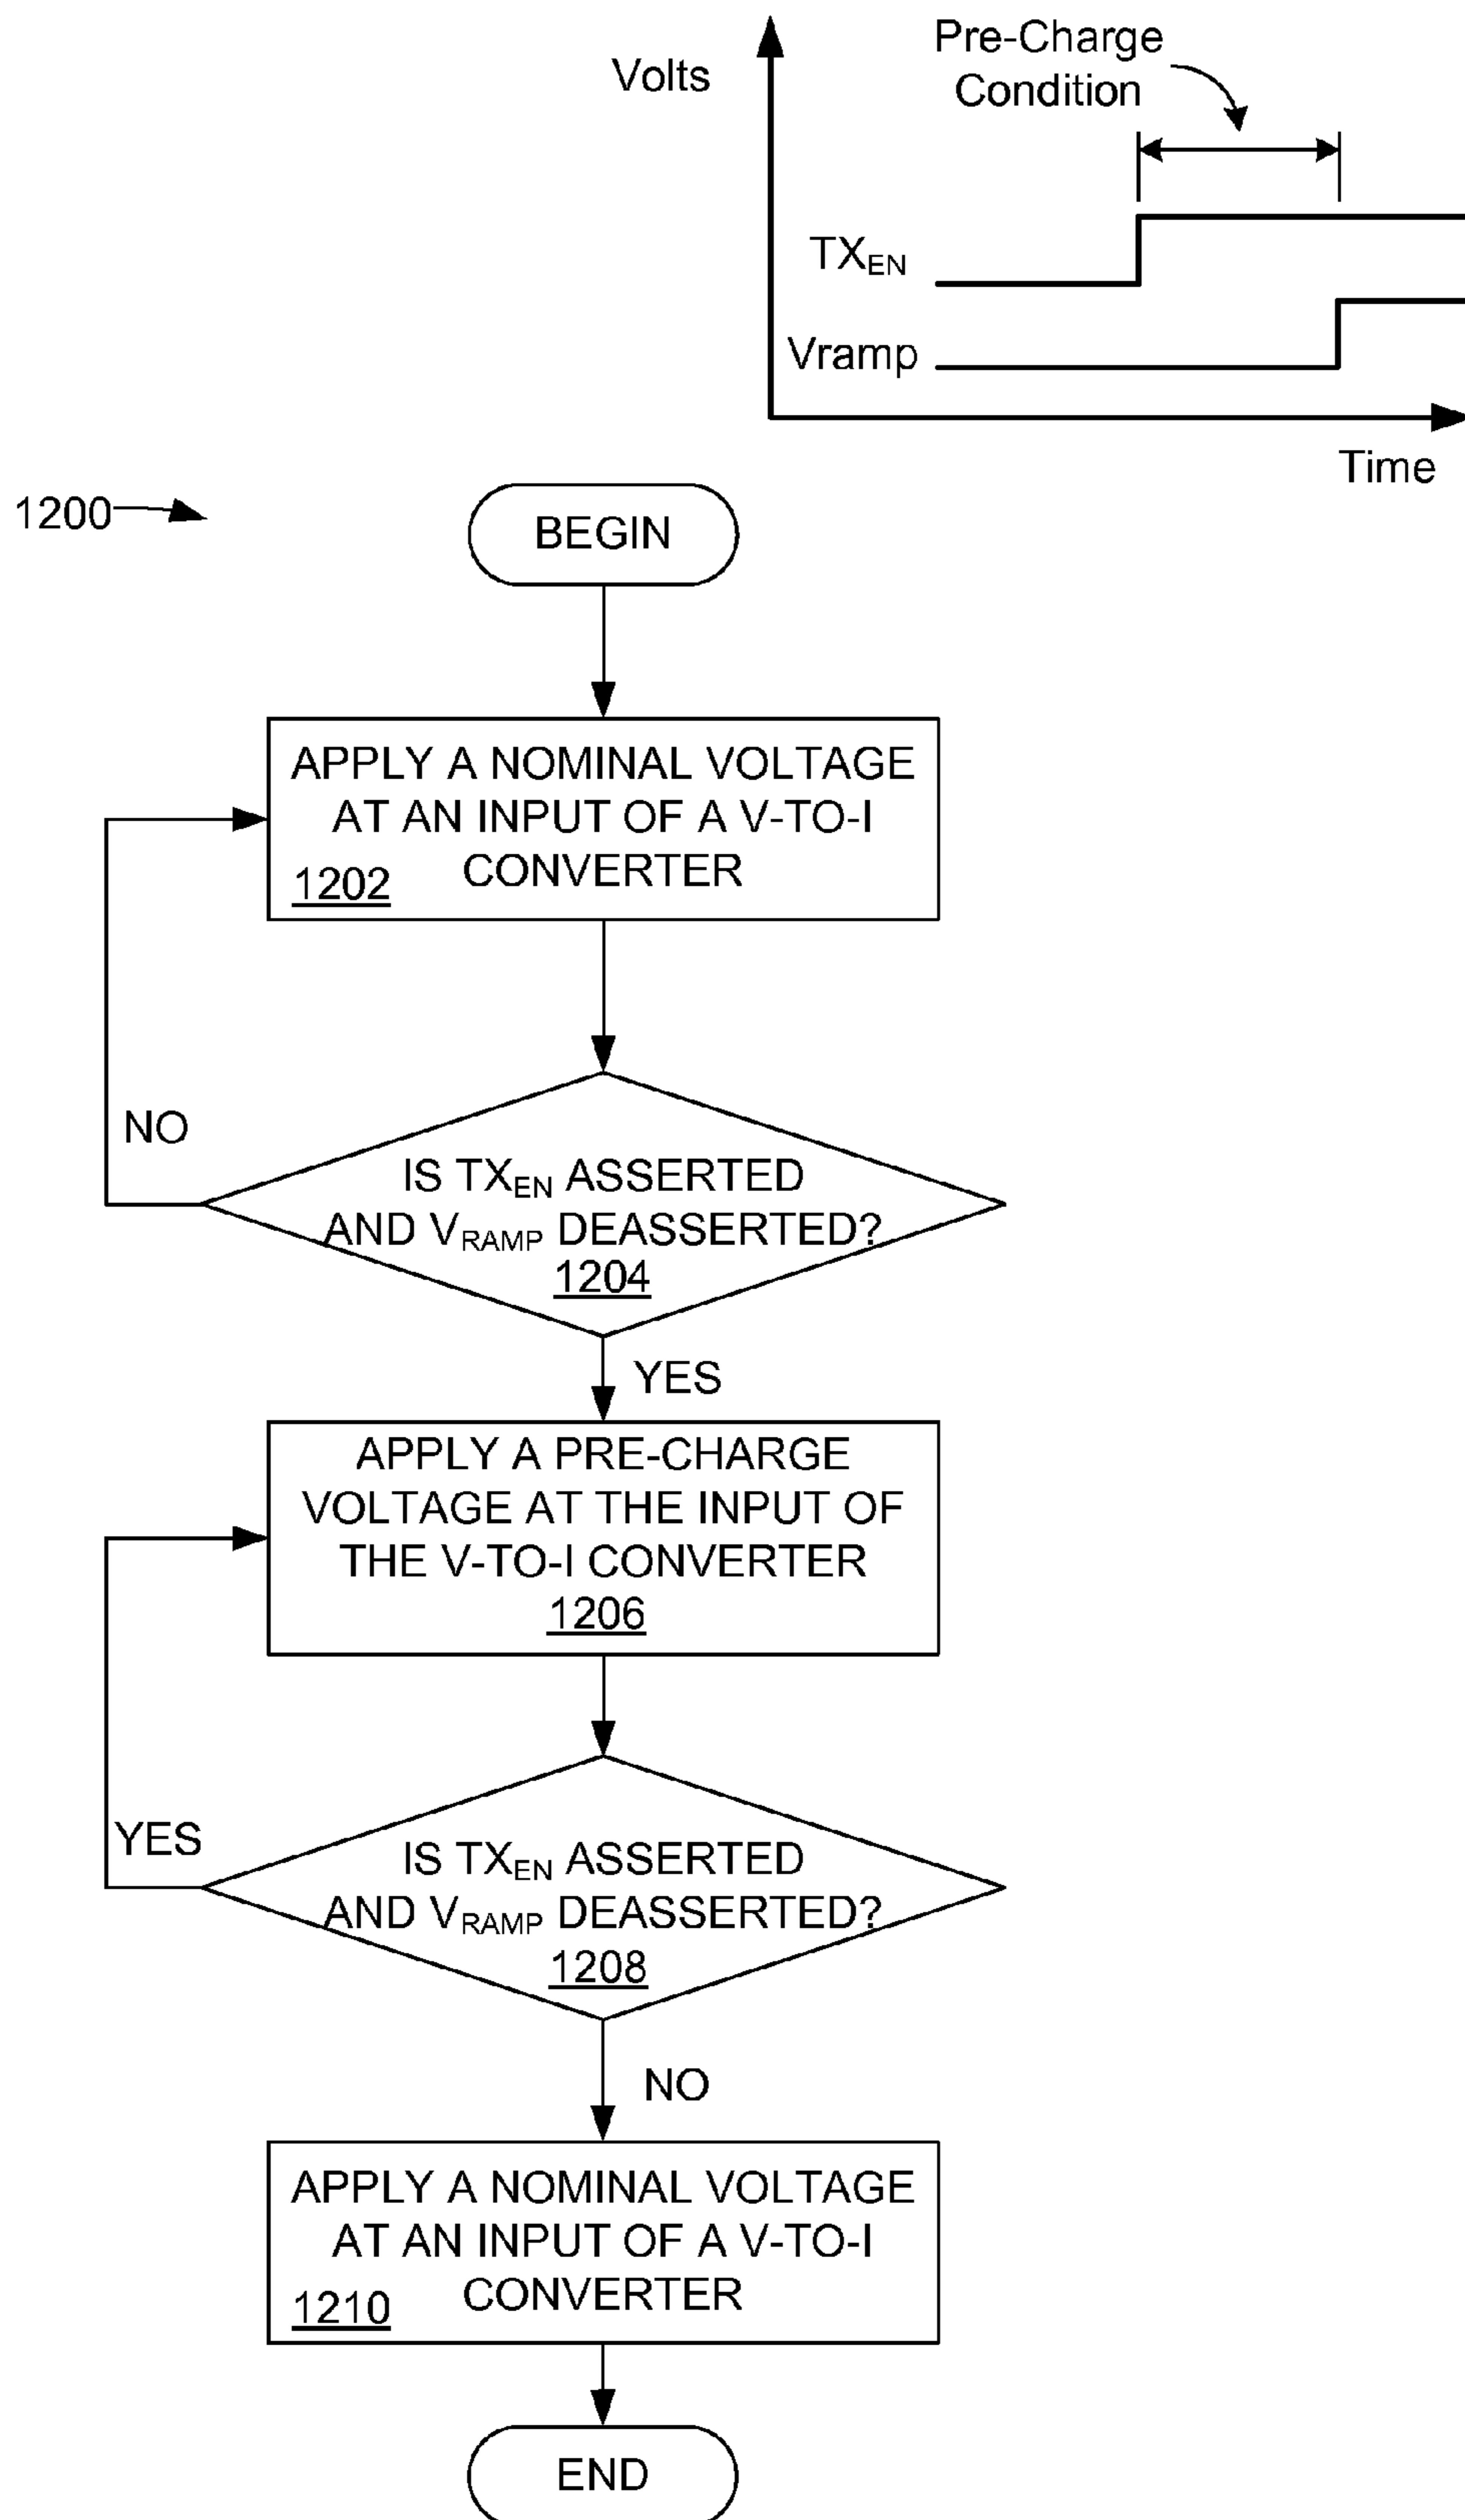 Pre-Charge
Condition
Volts
TXEN
Vramp
Time
1200
BEGIN
APPLY A NOMINAL VOLTAGE
AT AN INPUT OF A V-TO-I
CONVERTER
1202
NO
IS TXEN ASSERTED
AND VRAMP DEASSERTED?
1204
YES
APPLY A PRE-CHARGE
VOLTAGE AT THE INPUT OF
THE V-TO-I CONVERTER
1206
YES
IS TXEN ASSERTED
AND VRAMP DEASSERTED?
1208
NO
APPLY A NOMINAL VOLTAGE
AT AN INPUT OF A V-TO-I
CONVERTER
1210
END